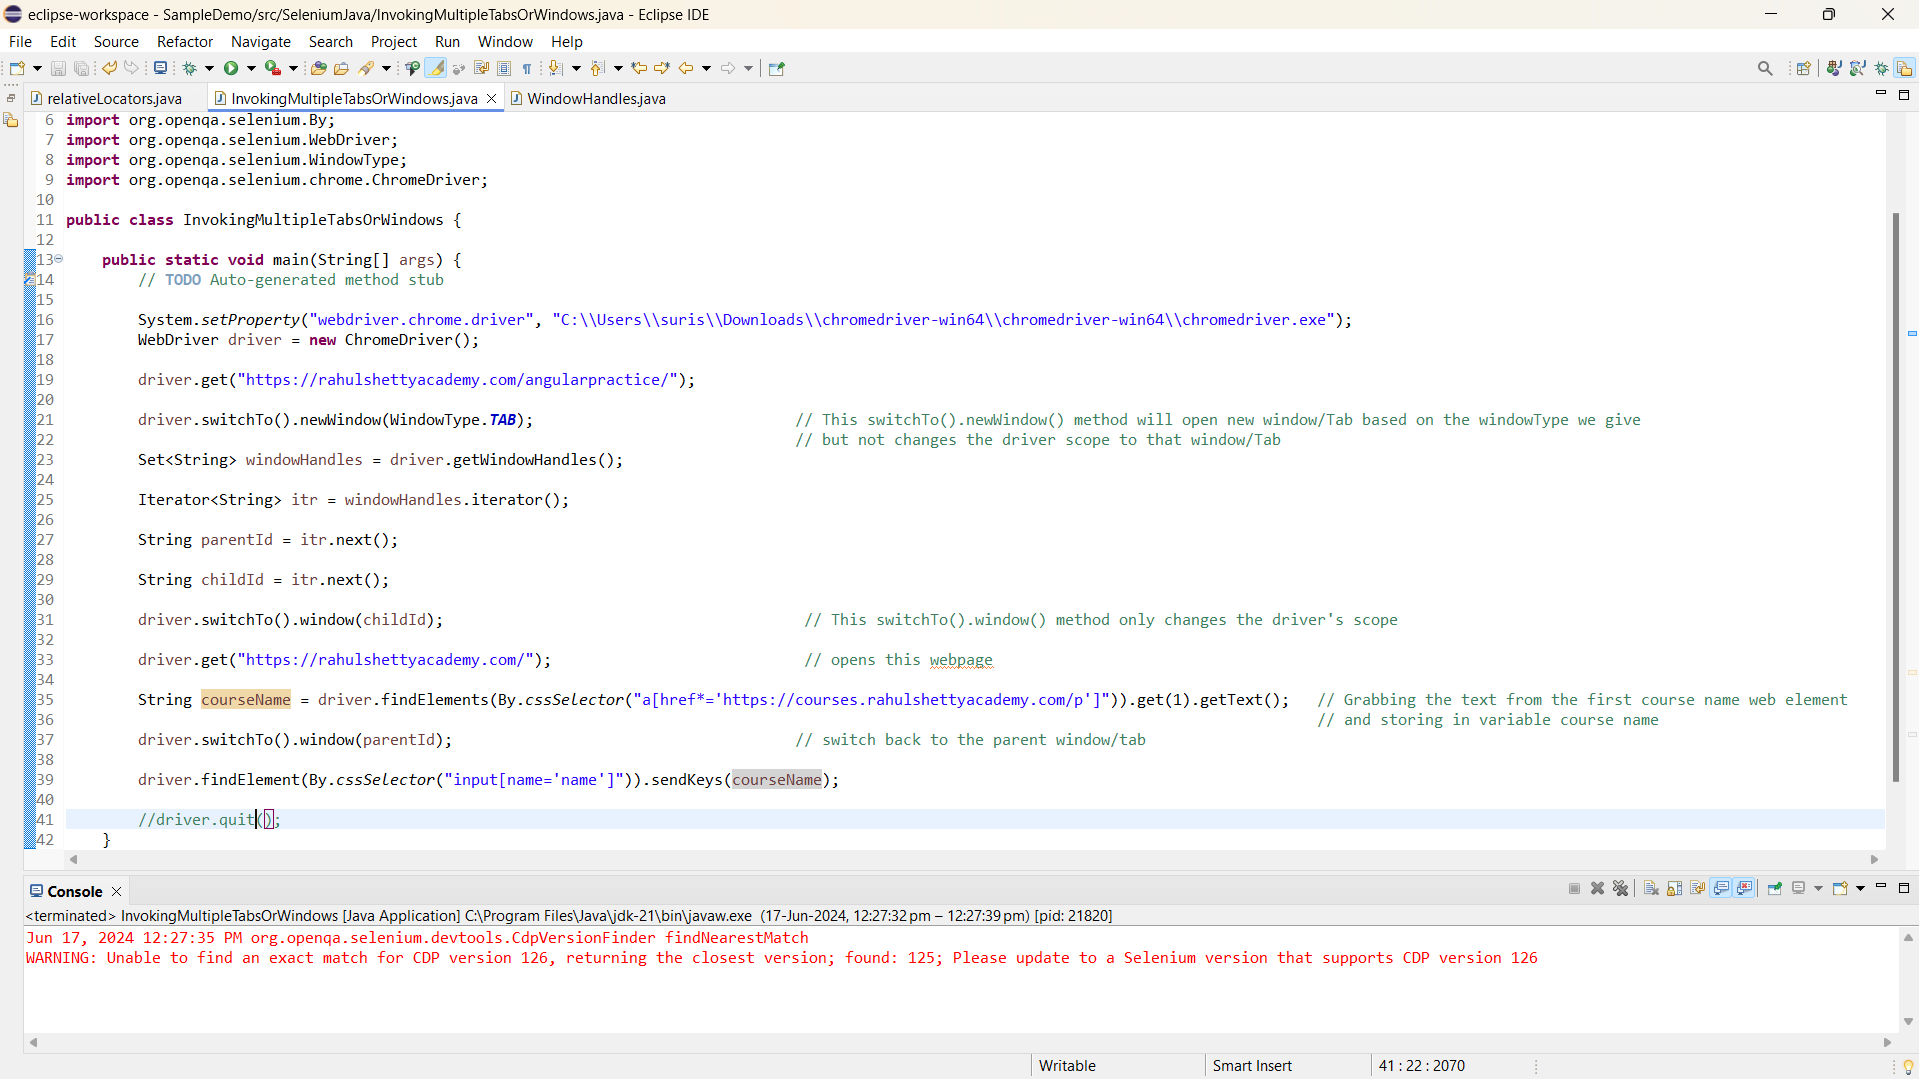 eclipse-workspace - SampleDemo/src/SeleniumJava/InvokingMultipleTabsOrWindows.java - Eclipse IDE
File Edit Source Refactor Navigate Search Project Run Window Help
relativeLocators.java InvokingMultipleTabsOrWindows.java WindowHandles.java
6 import org.openqa.selenium.By;
7 import org.openqa.selenium.WebDriver;
8 import org.openqa.selenium.WindowType;
9 import org.openqa.selenium.chrome.ChromeDriver;
10
11 public class InvokingMultipleTabsOrWindows {
12
13 public static void main(String[] args) {
14 // TODO Auto-generated method stub
15
16 System.setProperty("webdriver.chrome.driver", "C:\\Users\\suris\\Downloads\\chromedriver-win64\\chromedriver-win64\\chromedriver.exe");
17 WebDriver driver = new ChromeDriver();
18
19 driver.get("https://rahulshettyacademy.com/angularpractice/");
20
21 driver.switchTo().newWindow(WindowType.TAB); // This switchTo().newWindow() method will open new window/Tab based on the windowType we give
22 // but not changes the driver scope to that window/Tab
23 Set<String> windowHandles = driver.getWindowHandles();
24
25 Iterator<String> itr = windowHandles.iterator();
26
27 String parentId = itr.next();
28
29 String childId = itr.next();
30
31 driver.switchTo().window(childId); // This switchTo().window() method only changes the driver's scope
32
33 driver.get("https://rahulshettyacademy.com/"); // opens this webpage
34
35 String courseName = driver.findElements(By.cssSelector("a[href*='https://courses.rahulshettyacademy.com/p']")).get(1).getText(); // Grabbing the text from the first course name web element
36 // and storing in variable course name
37 driver.switchTo().window(parentId); // switch back to the parent window/tab
38
39 driver.findElement(By.cssSelector("input[name='name']")).sendKeys(courseName);
40
41 //driver.quit();
42 }
Console
<terminated> InvokingMultipleTabsOrWindows [Java Application] C:\Program Files\Java\jdk-21\bin\javaw.exe (17-Jun-2024, 12:27:32 pm – 12:27:39 pm) [pid: 21820]
Jun 17, 2024 12:27:35 PM org.openqa.selenium.devtools.CdpVersionFinder findNearestMatch
WARNING: Unable to find an exact match for CDP version 126, returning the closest version; found: 125; Please update to a Selenium version that supports CDP version 126
Writable Smart Insert 41 : 22 : 2070